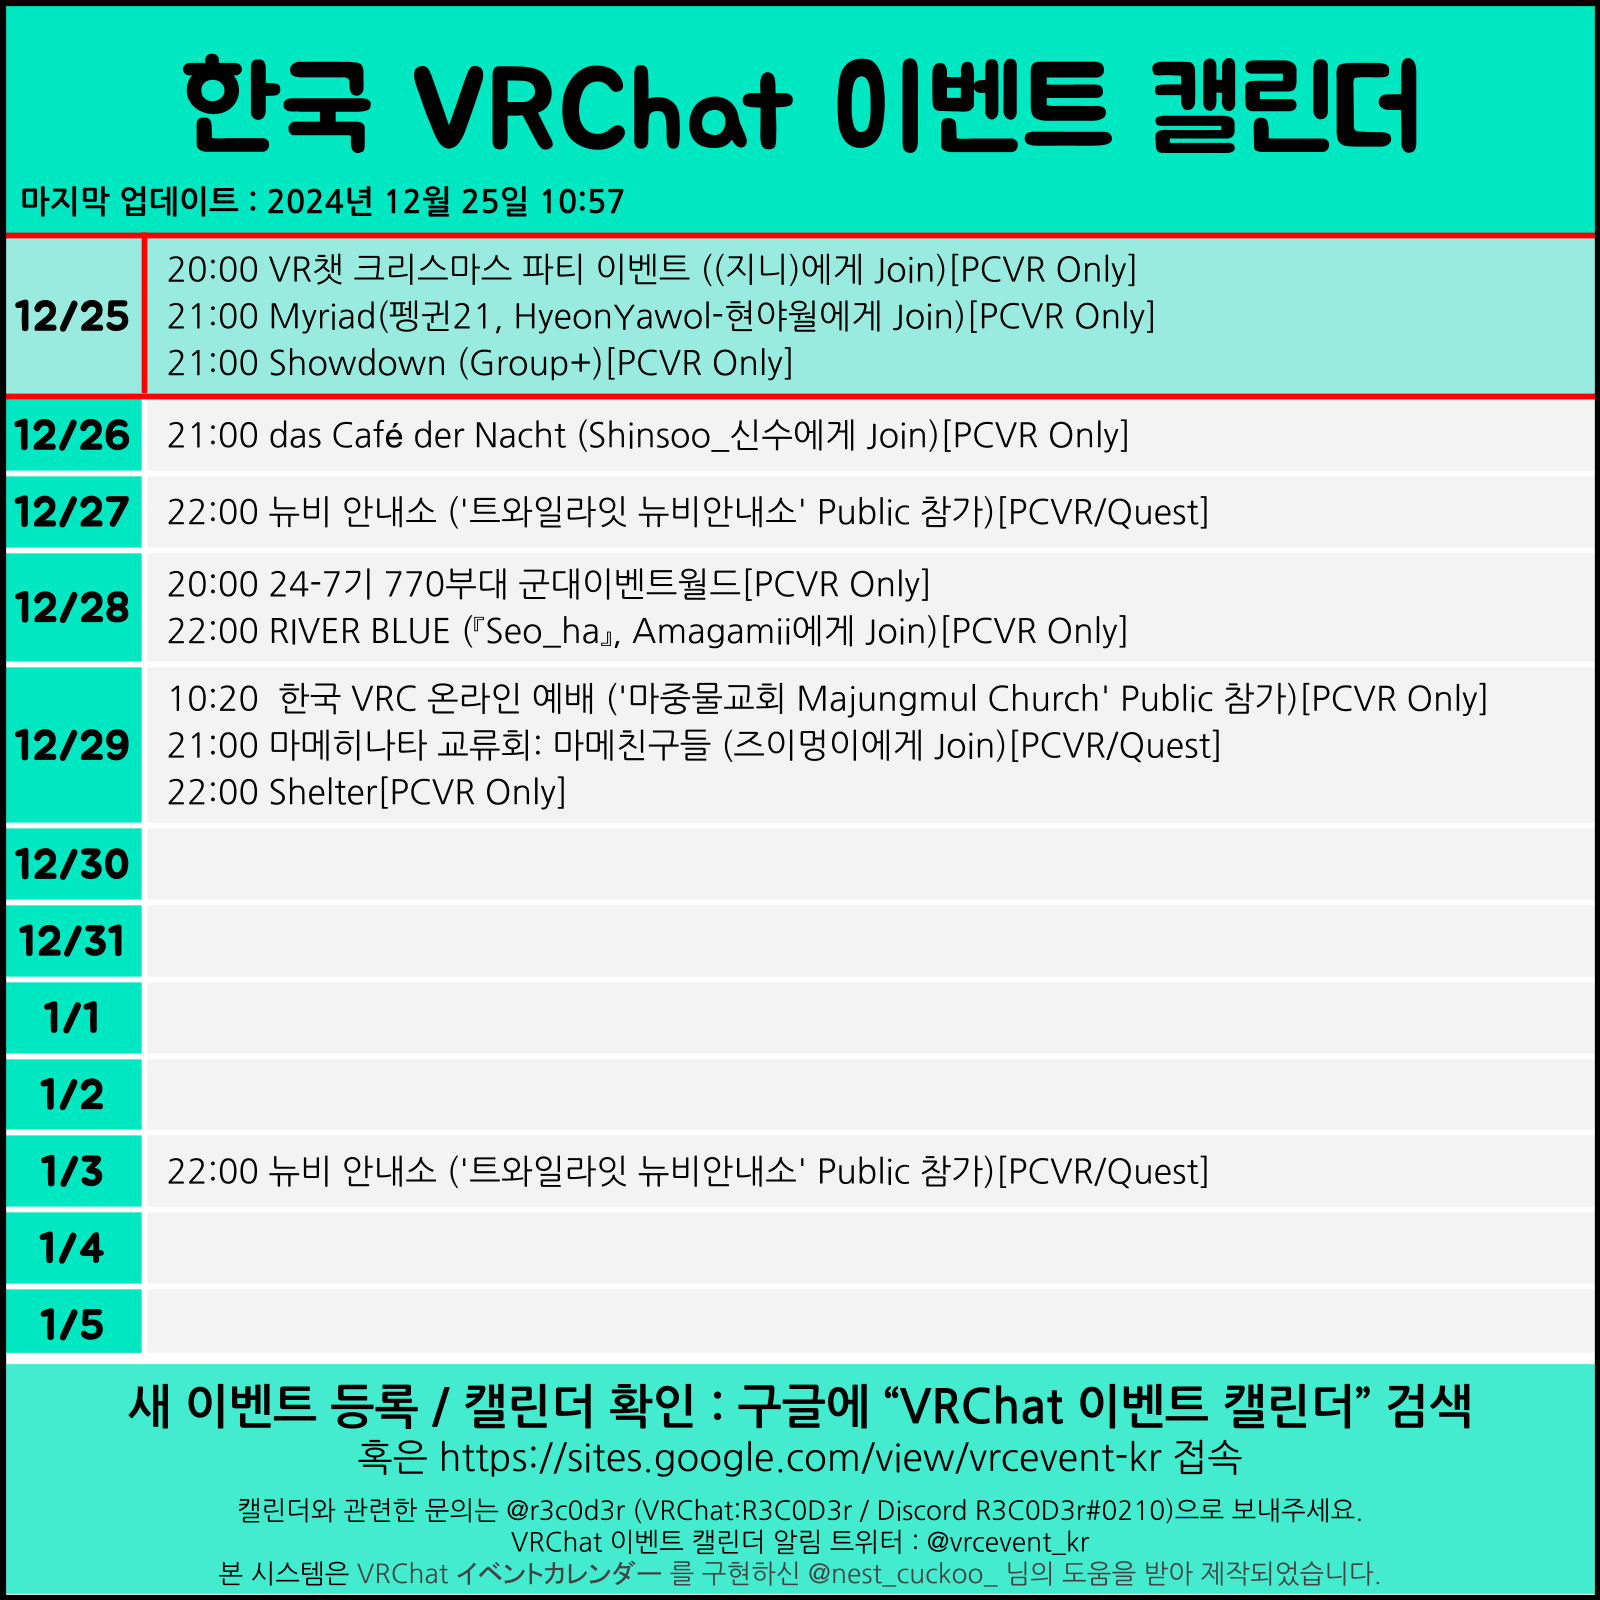 한국 VRChat 이벤트 캘린더
마지막 업데이트 : 2024년 12월 25일 10:57
12/25
20:00 VR챗 크리스마스 파티 이벤트 ((지니)에게 Join)[PCVR Only]
21:00 Myriad(펭귄21, HyeonYawol-현야월에게 Join)[PCVR Only]
21:00 Showdown (Group+)[PCVR Only]
12/26
21:00 das Café der Nacht (Shinsoo_신수에게 Join)[PCVR Only]
12/27
22:00 뉴비 안내소 ('트와일라잇 뉴비안내소' Public 참가)[PCVR/Quest]
12/28
20:00 24-7기 770부대 군대이벤트월드[PCVR Only]
22:00 RIVER BLUE (『Seo_ha』, Amagamii에게 Join)[PCVR Only]
12/29
10:20  한국 VRC 온라인 예배 ('마중물교회 Majungmul Church' Public 참가)[PCVR Only]
21:00 마메히나타 교류회: 마메친구들 (즈이멍이에게 Join)[PCVR/Quest]
22:00 Shelter[PCVR Only]
12/30
12/31
1/1
1/2
1/3
22:00 뉴비 안내소 ('트와일라잇 뉴비안내소' Public 참가)[PCVR/Quest]
1/4
1/5
새 이벤트 등록 / 캘린더 확인 : 구글에 “VRChat 이벤트 캘린더” 검색
혹은 https://sites.google.com/view/vrcevent-kr 접속
캘린더와 관련한 문의는 @r3c0d3r (VRChat:R3C0D3r / Discord R3C0D3r#0210)으로 보내주세요.
VRChat 이벤트 캘린더 알림 트위터 : @vrcevent_kr
본 시스템은 VRChat イベントカレンダー 를 구현하신 @nest_cuckoo_ 님의 도움을 받아 제작되었습니다.